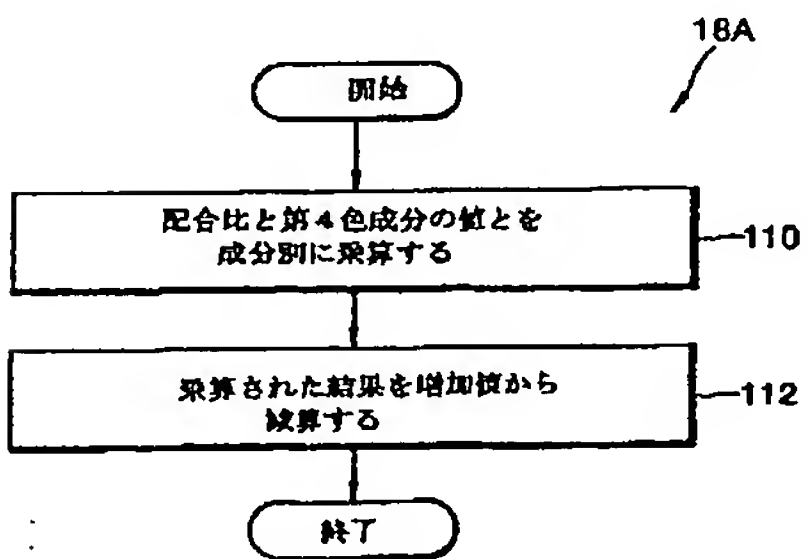 18A
開始
配合比と第4色成分の値とを
成分別に乗算する
110
乗算された結果を増加値から
減算する
112
終了